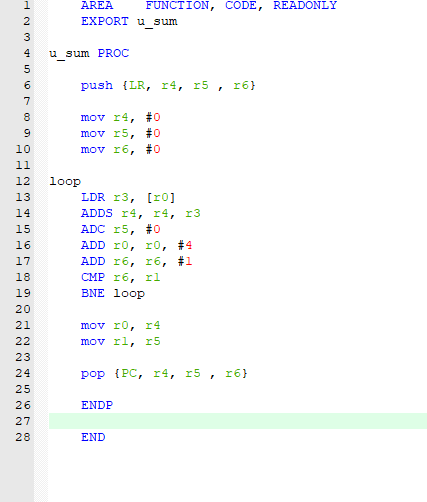 1 AREA FUNCTION, CODE, READONLY
2 EXPORT u_sum
3
4 u_sum PROC
5
6 push {LR, r4, r5 , r6}
7
8 mov r4, #0
9 mov r5, #0
10 mov r6, #0
11
12 loop
13 LDR r3, [r0]
14 ADDS r4, r4, r3
15 ADC r5, #0
16 ADD r0, r0, #4
17 ADD r6, r6, #1
18 CMP r6, r1
19 BNE loop
20
21 mov r0, r4
22 mov r1, r5
23
24 pop {PC, r4, r5 , r6}
25
26 ENDP
27
28 END